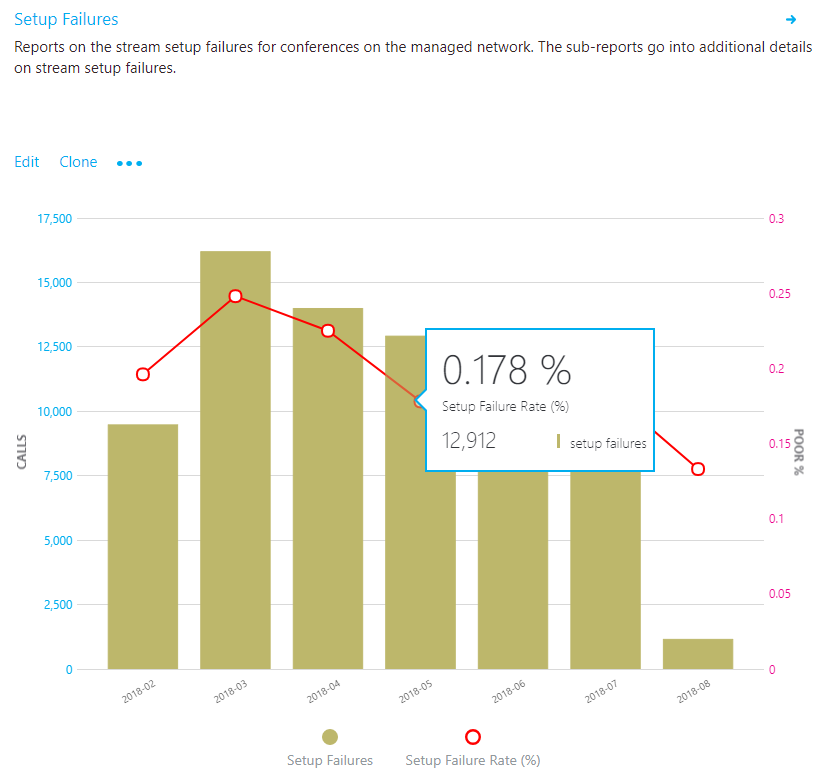 Setup Failures
Reports on the stream setup failures for conferences on the managed network. The sub-reports go into additional details
on stream setup failures.
Edit Clone
17,500 0.3
15,000 0.25
12,500 0.2
10,000 0.15
7,500 0.1
5,000 0.05
2,500 0
0
CALLS
POOR %
0.178 %
Setup Failure Rate (%)
12,912 setup failures
2018-02 2018-03 2018-04 2018-05 2018-06 2018-07 2018-08
Setup Failures Setup Failure Rate (%)